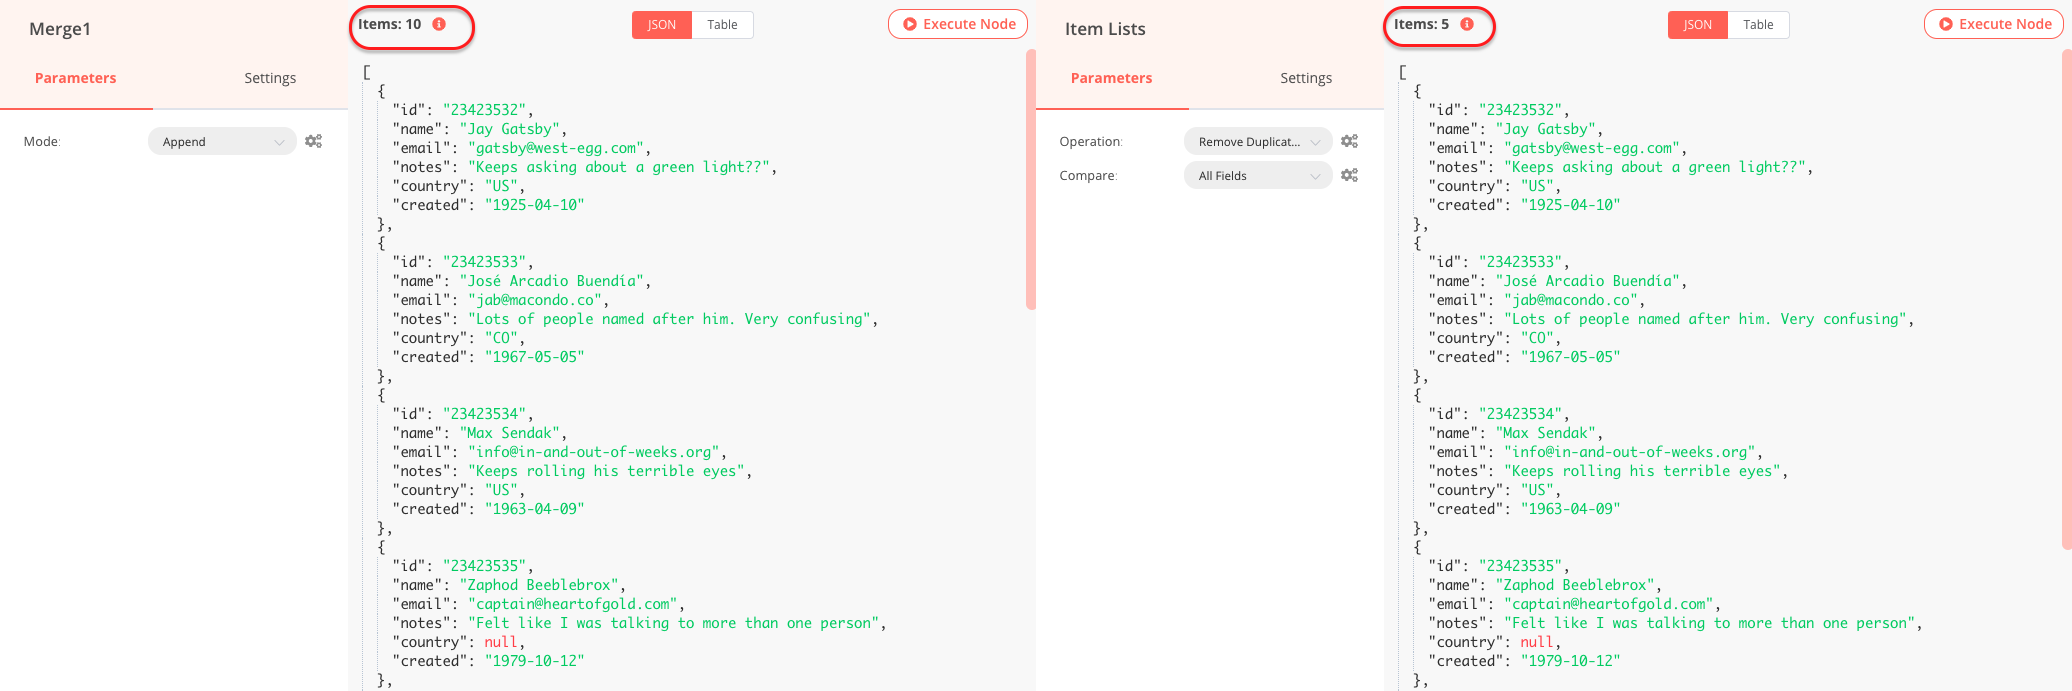 Merge1
Parameters
Settings
Mode:
Append
Items: 10
JSON
Table
Execute Node
[
{
"id": "23423532",
"name": "Jay Gatsby",
"email": "gatsby@west-egg.com",
"notes": "Keeps asking about a green light??",
"country": "US",
"created": "1925-04-10"
},
{
"id": "23423533",
"name": "José Arcadio Buendía",
"email": "jab@macondo.co",
"notes": "Lots of people named after him. Very confusing",
"country": "CO",
"created": "1967-05-05"
},
{
"id": "23423534",
"name": "Max Sendak",
"email": "info@in-and-out-of-weeks.org",
"notes": "Keeps rolling his terrible eyes",
"country": "US",
"created": "1963-04-09"
},
{
"id": "23423535",
"name": "Zaphod Beeblebrox",
"email": "captain@heartofgold.com",
"notes": "Felt like I was talking to more than one person",
"country": null,
"created": "1979-10-12"
},
Item Lists
Parameters
Settings
Operation:
Remove Duplicat...
Compare:
All Fields
Items: 5
JSON
Table
Execute Node
[
{
"id": "23423532",
"name": "Jay Gatsby",
"email": "gatsby@west-egg.com",
"notes": "Keeps asking about a green light??",
"country": "US",
"created": "1925-04-10"
},
{
"id": "23423533",
"name": "José Arcadio Buendía",
"email": "jab@macondo.co",
"notes": "Lots of people named after him. Very confusing",
"country": "CO",
"created": "1967-05-05"
},
{
"id": "23423534",
"name": "Max Sendak",
"email": "info@in-and-out-of-weeks.org",
"notes": "Keeps rolling his terrible eyes",
"country": "US",
"created": "1963-04-09"
},
{
"id": "23423535",
"name": "Zaphod Beeblebrox",
"email": "captain@heartofgold.com",
"notes": "Felt like I was talking to more than one person",
"country": null,
"created": "1979-10-12"
},